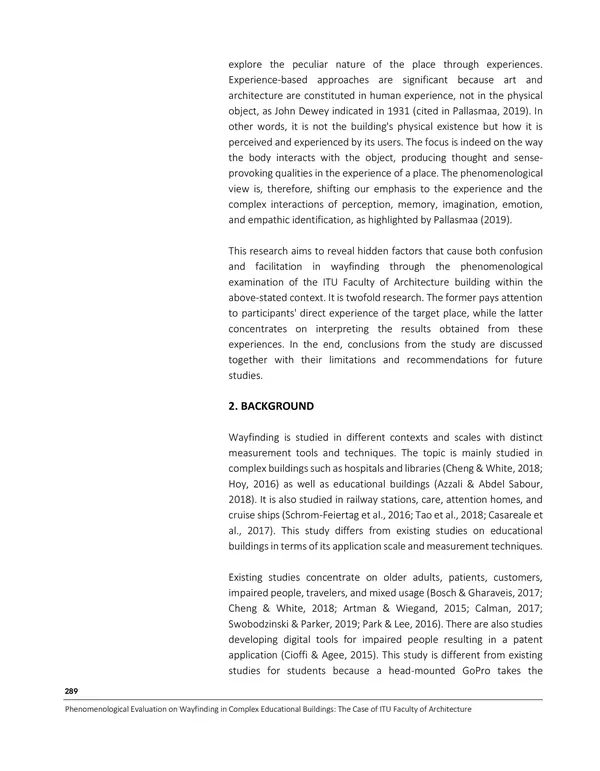 explore the peculiar nature of the place through experiences.
Experience-based approaches are significant because art and
architecture are constituted in human experience, not in the physical
object, as John Dewey indicated in 1931 (cited in Pallasmaa, 2019). In
other words, it is not the building's physical existence but how it is
perceived and experienced by its users. The focus is indeed on the way
the body interacts with the object, producing thought and sense-
provoking qualities in the experience of a place. The phenomenological
view is, therefore, shifting our emphasis to the experience and the
complex interactions of perception, memory, imagination, emotion,
and empathic identification, as highlighted by Pallasmaa (2019).
This research aims to reveal hidden factors that cause both confusion
and facilitation in wayfinding through the phenomenological
examination of the ITU Faculty of Architecture building within the
above-stated context. It is twofold research. The former pays attention
to participants' direct experience of the target place, while the latter
concentrates on interpreting the results obtained from these
experiences. In the end, conclusions from the study are discussed
together with their limitations and recommendations for future
studies.
2. BACKGROUND
Wayfinding is studied in different contexts and scales with distinct
measurement tools and techniques. The topic is mainly studied in
complex buildings such as hospitals and libraries (Cheng & White, 2018;
Hoy, 2016) as well as educational buildings (Azzali & Abdel Sabour,
2018). It is also studied in railway stations, care, attention homes, and
cruise ships (Schrom-Feiertag et al., 2016; Tao et al., 2018; Casareale et
al., 2017). This study differs from existing studies on educational
buildings in terms of its application scale and measurement techniques.
Existing studies concentrate on older adults, patients, customers,
impaired people, travelers, and mixed usage (Bosch & Gharaveis, 2017;
Cheng & White, 2018; Artman & Wiegand, 2015; Calman, 2017;
Swobodzinski & Parker, 2019; Park & Lee, 2016). There are also studies
developing digital tools for impaired people resulting in a patent
application (Cioffi & Agee, 2015). This study is different from existing
studies for students because a head-mounted GoPro takes the
289
Phenomenological Evaluation on Wayfinding in Complex Educational Buildings: The Case of ITU Faculty of Architecture